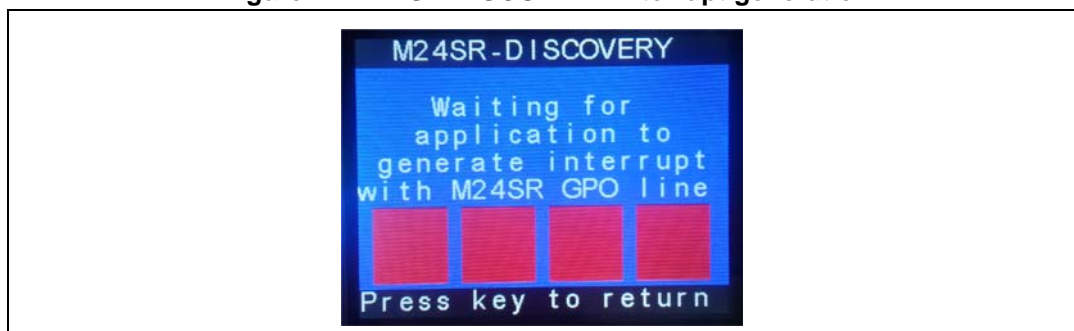 M24SR-DISCOVERY
Waiting for
application to
generate interrupt
with M24SR GPO line
Press key to return